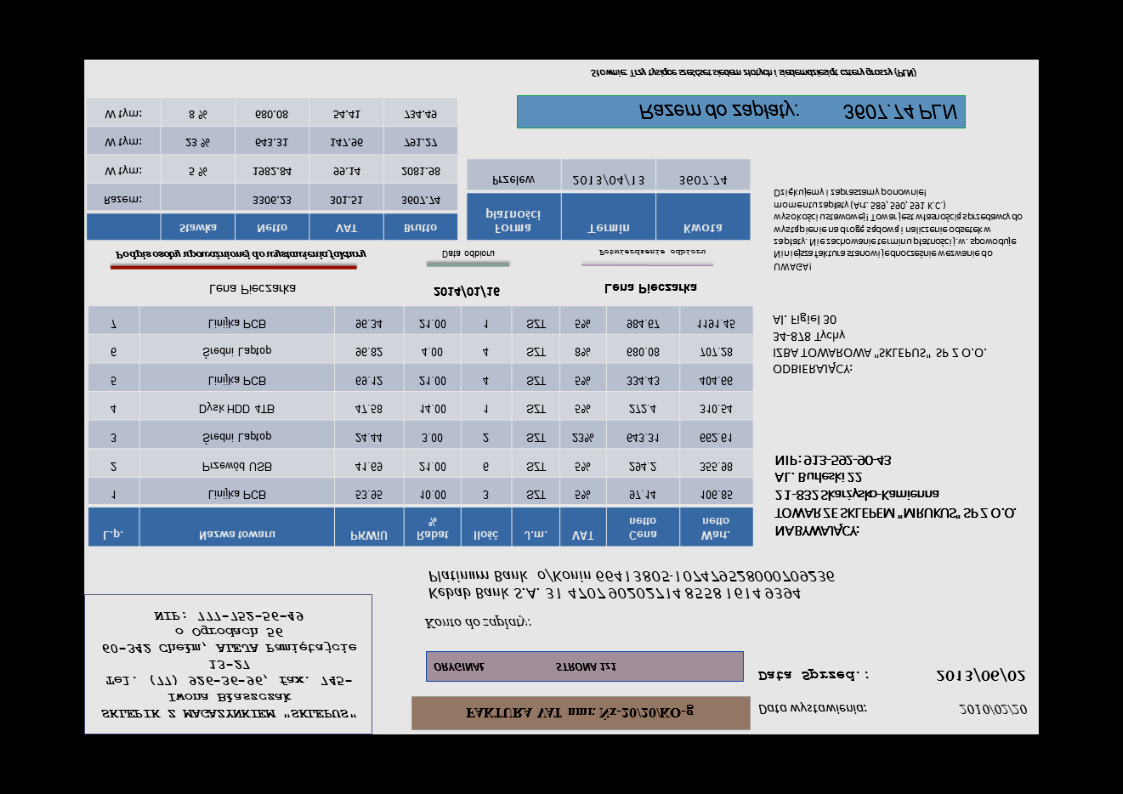 SKLEPIK Z MAGAZYNKIEM "SKLEPUS"
Iwona Błaszczak
Tel. (77) 926-36-96, fax. 745-
13-27
60-342 Chełm, ALEJA Pamiętajcie
o Ogrodach 56
NIP: 777-752-56-49
FAKTURA VAT nmr. Nx-20/20/KO-g
ORYGINAŁ STRONA 1z1
Data wystawienia: 2010/02/20
Data Sprzed.: 2013/06/02
Konto do zapłaty:
Kebab Bank S.A. 31 4707 9020 2714 8558 1614 9394
Platinum Bank o/Konin 66413805-107479528000709236
L.p. Nazwa towaru PKWiU Rabat % Ilość J.m. VAT Cena netto Wart. netto
1 Linijka PCB 53.95 10.00 3 SZT 5% 97.14 106.85
2 Przewód USB 41.69 21.00 6 SZT 5% 294.2 355.98
3 Średni Laptop 24.44 3.00 2 SZT 23% 643.31 662.61
4 Dysk HDD 4TB 47.58 14.00 1 SZT 5% 272.4 310.54
5 Linijka PCB 69.12 21.00 4 SZT 5% 334.43 404.66
6 Średni Laptop 96.82 4.00 4 SZT 8% 680.08 707.28
7 Linijka PCB 96.34 21.00 1 SZT 5% 984.67 1191.45
NABYWAJĄCY:
TOWAR ZE SKLEPEM "MRUKUS" SP Z O.O.
21-832 Skarżysko-Kamienna
AL. Burleski 22
NIP: 913-592-90-43
ODBIERAJĄCY:
IZBA TOWAROWA "SKLEPUS" SP Z O.O.
34-878 Tychy
Al. Figiel 30
Lena Pieczarka
Podpis osoby upoważnionej do wystawienia faktury
2014/01/16
Data odbioru
Lena Pieczarka
Potwierdzenie odbioru
UWAGA!
Niniejsza faktura stanowi jednocześnie wezwanie do
zapłaty. Nie zachowanie terminu płatności j.w. spowoduje
wystąpienie na drogę sądową i naliczenie odsetek w
wysokości ustawowej! Towar jest własnością sprzedawcy do
momentu zapłaty (Art. 589, 590, 591 K.C.)
Dziękujemy i zapraszamy ponownie!
Stawka Netto VAT Brutto
Razem: 3306.23 301.51 3607.74
W tym: 5 % 1982.84 99.14 2081.98
W tym: 23 % 643.31 147.96 791.27
W tym: 8 % 680.08 54.41 734.49
Forma płatności Termin Kwota
Przelew 2013/04/13 3607.74
Razem do zapłaty: 3607.74 PLN
Słownie: Trzy tysiące sześćset siedem złotych i siedemdziesiąt cztery groszy (PLN)